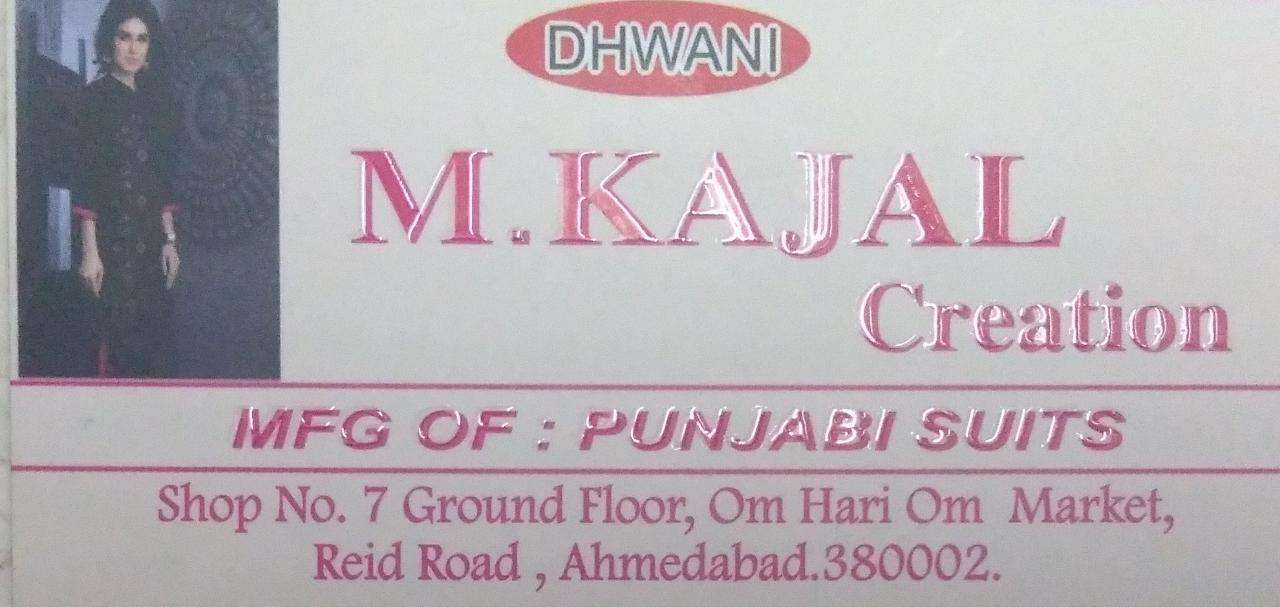 DHWANI
M.KAJAL
Creation
MFG OF : PUNJABI SUITS
Shop No. 7 Ground Floor, Om Hari Om Market,
Reid Road , Ahmedabad.380002.